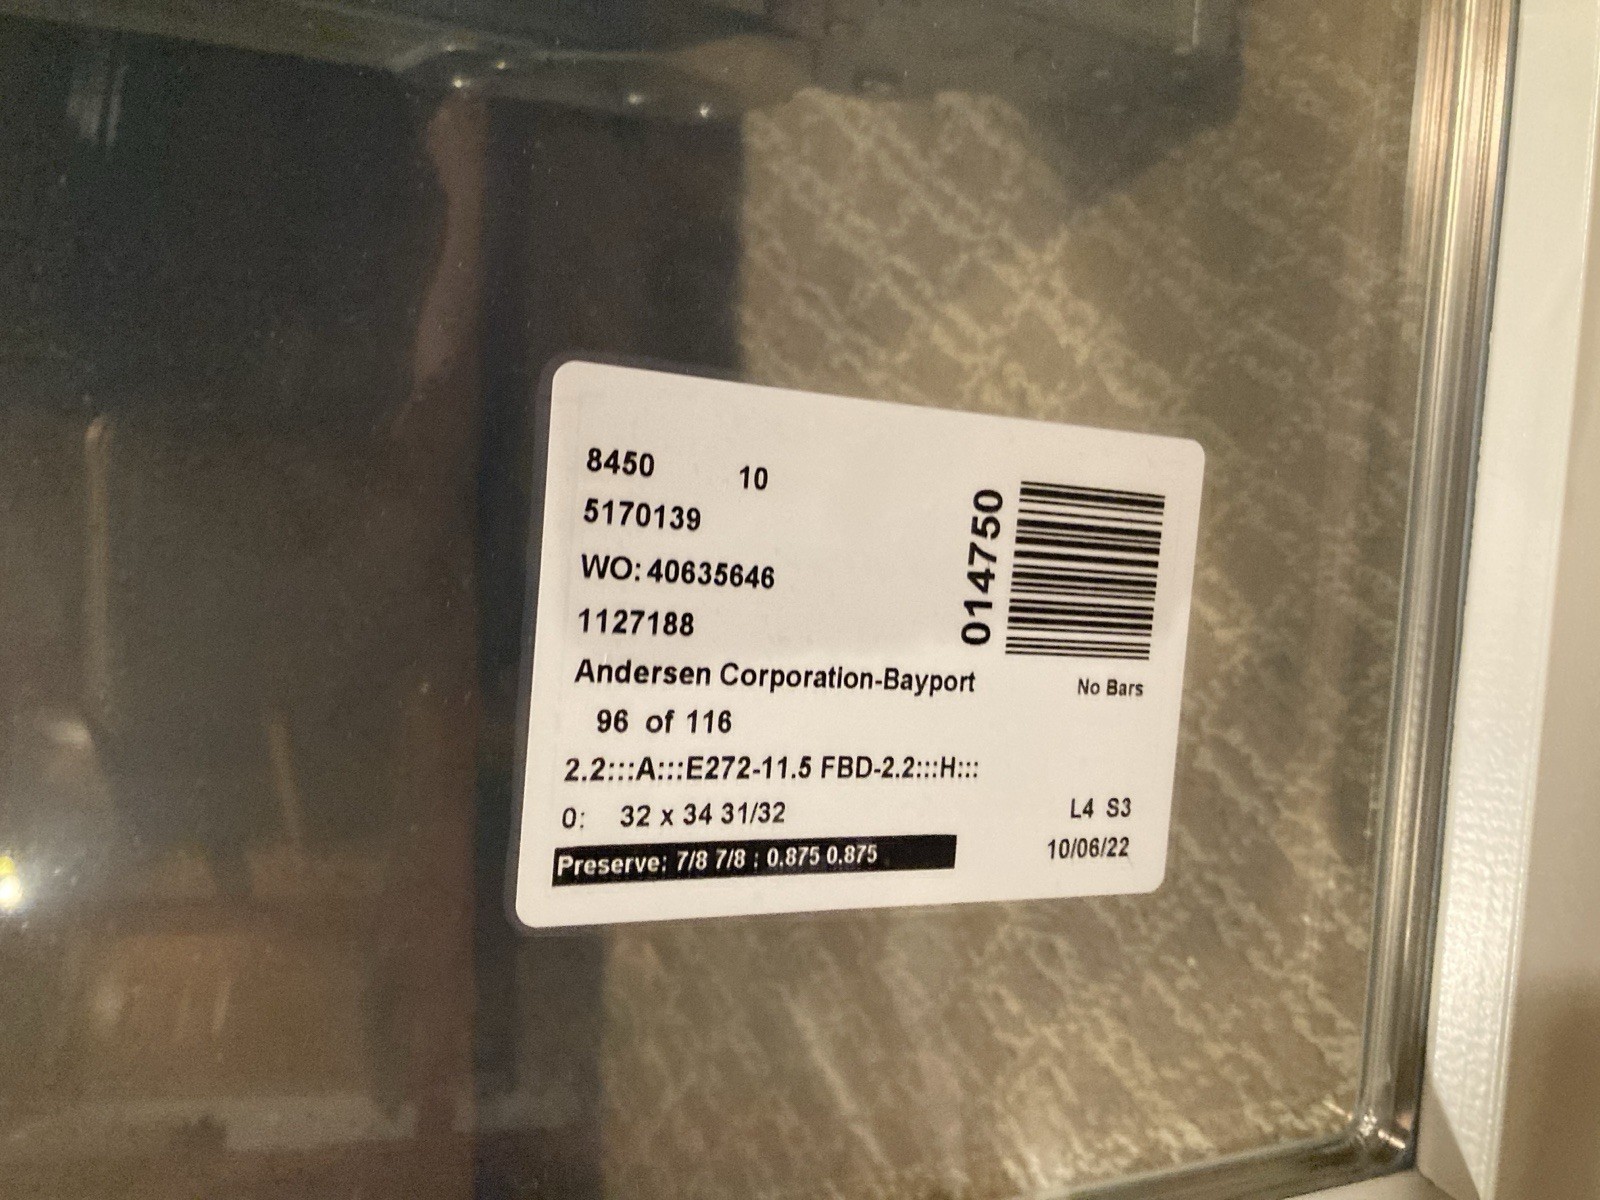 8450 10
5170139
WO: 40635646
1127188
014750
Andersen Corporation-Bayport
No Bars
96 of 116
2.2:::A:::E272-11.5 FBD-2.2:::H:::
0: 32 x 34 31/32
L4 S3
Preserve: 7/8 7/8 : 0.875 0.875
10/06/22